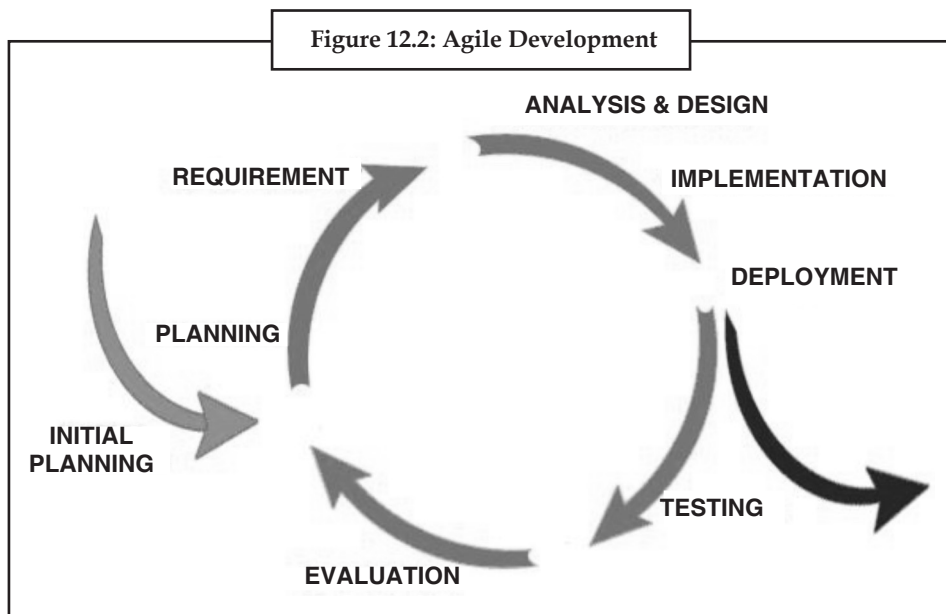 Figure 12.2: Agile Development
ANALYSIS & DESIGN
REQUIREMENT
IMPLEMENTATION
DEPLOYMENT
PLANNING
INITIAL
PLANNING
TESTING
EVALUATION